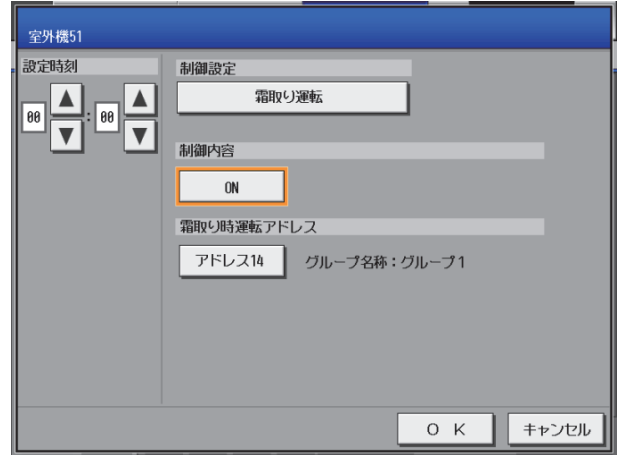 室外機51
設定時刻
00 : 00
制御設定
霜取り運転
制御内容
ON
霜取り時運転アドレス
アドレス14 グループ名称：グループ1
ＯＫ キャンセル